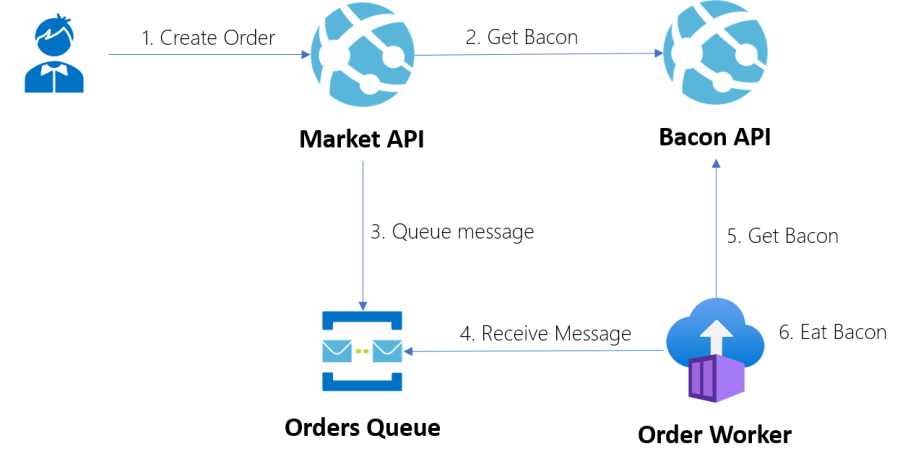 1. Create Order
2. Get Bacon
Market API
Bacon API
3. Queue message
5. Get Bacon
4. Receive Message
6. Eat Bacon
Orders Queue
Order Worker